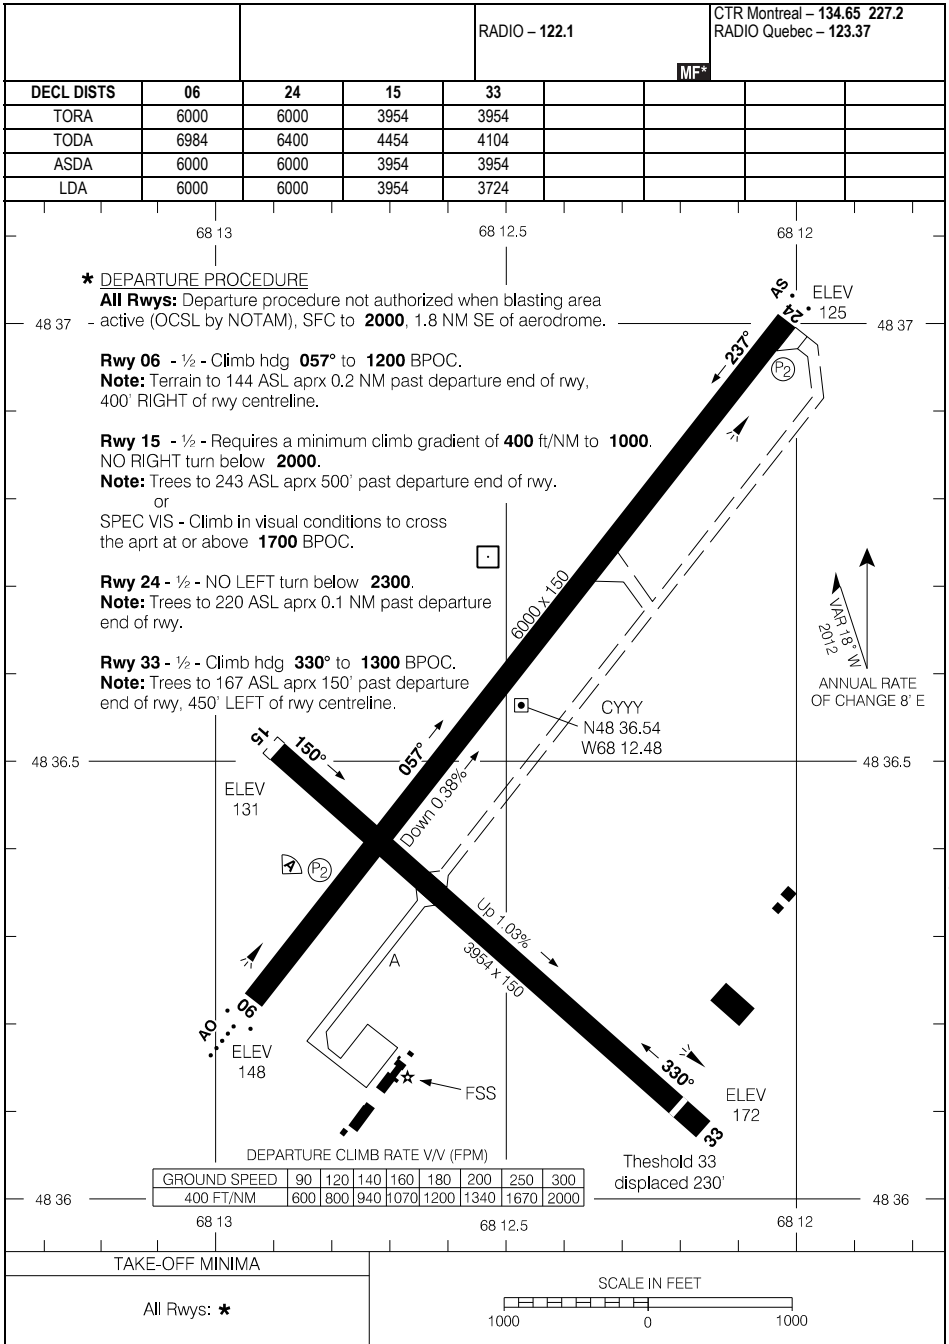 RADIO – 122.1
MF*
CTR Montreal – 134.65 227.2
RADIO Quebec – 123.37
DECL DISTS 06 24 15 33
TORA 6000 6000 3954 3954
TODA 6984 6400 4454 4104
ASDA 6000 6000 3954 3954
LDA 6000 6000 3954 3724
68 13 68 12.5 68 12
* DEPARTURE PROCEDURE
All Rwys: Departure procedure not authorized when blasting area
active (OCSL by NOTAM), SFC to 2000, 1.8 NM SE of aerodrome.
Rwy 06 - ½ - Climb hdg 057° to 1200 BPOC.
Note: Terrain to 144 ASL aprx 0.2 NM past departure end of rwy,
400' RIGHT of rwy centreline.
Rwy 15 - ½ - Requires a minimum climb gradient of 400 ft/NM to 1000.
NO RIGHT turn below 2000.
Note: Trees to 243 ASL aprx 500' past departure end of rwy.
or
SPEC VIS - Climb in visual conditions to cross
the aprt at or above 1700 BPOC.
Rwy 24 - ½ - NO LEFT turn below 2300.
Note: Trees to 220 ASL aprx 0.1 NM past departure
end of rwy.
Rwy 33 - ½ - Climb hdg 330° to 1300 BPOC.
Note: Trees to 167 ASL aprx 150' past departure
end of rwy, 450' LEFT of rwy centreline.
48 37
48 37
AS
24
ELEV
125
237°
P2
6000 x 150
VAR 18° W
2012
ANNUAL RATE
OF CHANGE 8' E
CYYY
N48 36.54
W68 12.48
48 36.5
48 36.5
15
150°
057°
Down 0.38%
ELEV
131
A
P2
Up 1.03%
3954 x 150
A
AO
06
ELEV
148
FSS
330°
ELEV
172
33
Theshold 33
displaced 230'
DEPARTURE CLIMB RATE V/V (FPM)
GROUND SPEED 90 120 140 160 180 200 250 300
400 FT/NM 600 800 940 1070 1200 1340 1670 2000
48 36
48 36
68 13 68 12.5 68 12
TAKE-OFF MINIMA
All Rwys: *
SCALE IN FEET
1000 0 1000